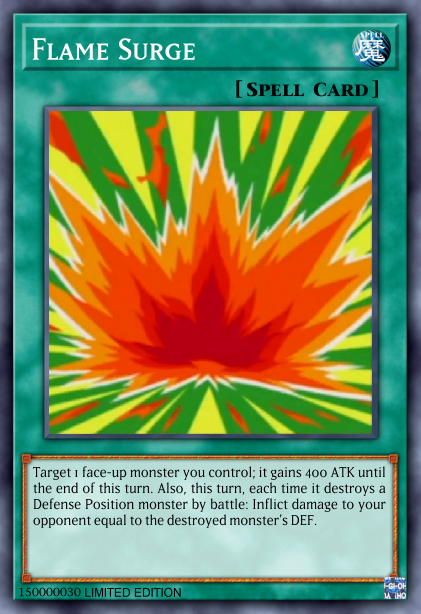 FLAME SURGE
SPELL
魔
[ SPELL CARD ]
Target 1 face-up monster you control; it gains 400 ATK until
the end of this turn. Also, this turn, each time it destroys a
Defense Position monster by battle: Inflict damage to your
opponent equal to the destroyed monster's DEF.
150000030 LIMITED EDITION